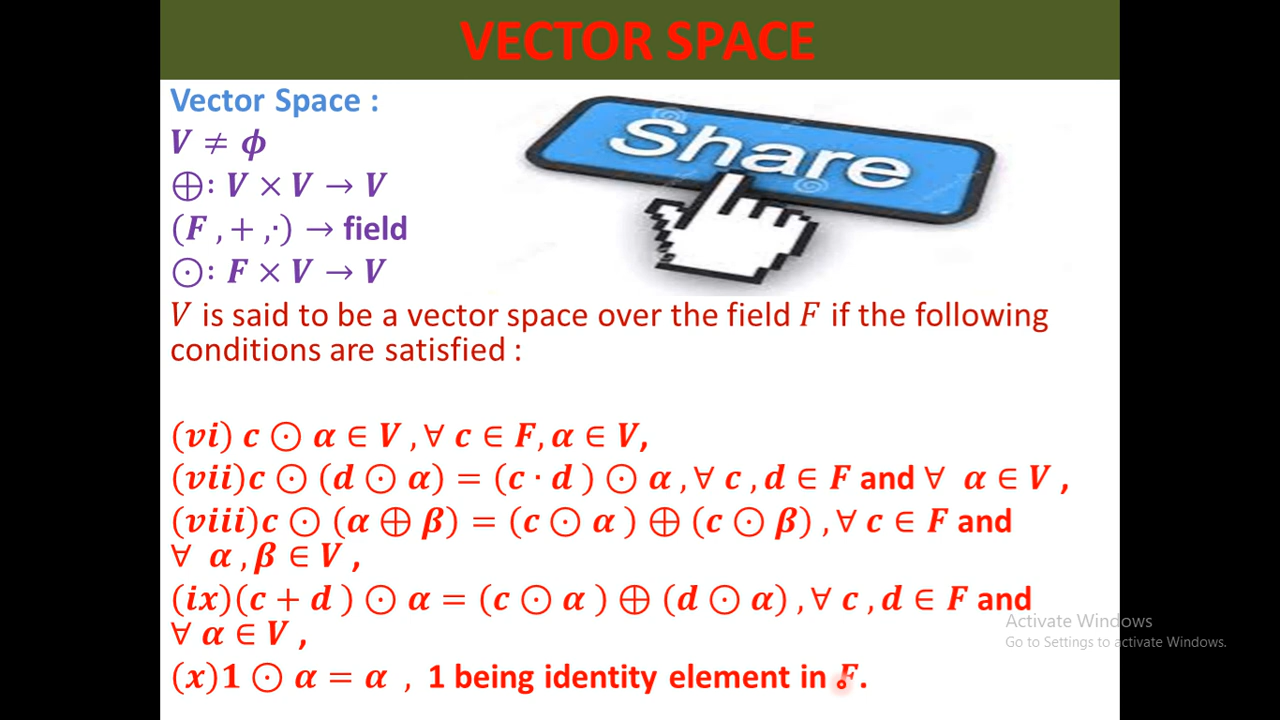 VECTOR SPACE
Vector Space :
V ≠ ϕ
⊕: V × V → V
(F , + ,·) → field
⊙: F × V → V
Share
V is said to be a vector space over the field F if the following
conditions are satisfied :
(vi) c ⊙ α ∈ V , ∀ c ∈ F, α ∈ V,
(vii)c ⊙ (d ⊙ α) = (c · d ) ⊙ α , ∀ c , d ∈ F and ∀ α ∈ V ,
(viii)c ⊙ (α ⊕ β) = (c ⊙ α ) ⊕ (c ⊙ β) , ∀ c ∈ F and
∀ α , β ∈ V ,
(ix)(c + d ) ⊙ α = (c ⊙ α ) ⊕ (d ⊙ α) , ∀ c , d ∈ F and
∀ α ∈ V ,
(x)1 ⊙ α = α , 1 being identity element in F.
Activate Windows
Go to Settings to activate Windows.